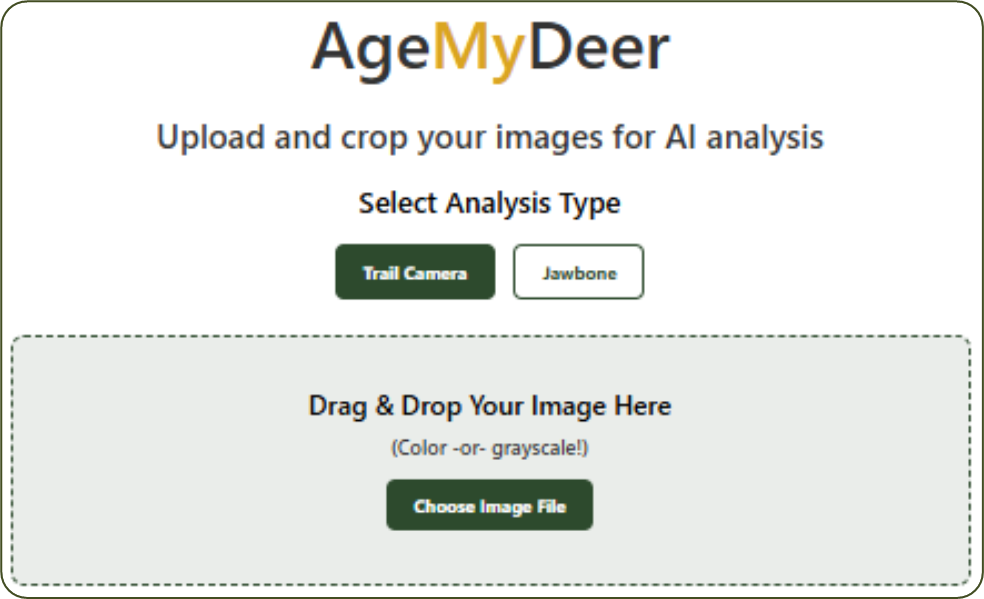 AgeMyDeer
Upload and crop your images for AI analysis
Select Analysis Type
Trail Camera
Jawbone
Drag & Drop Your Image Here
(Color -or- grayscale!)
Choose Image File